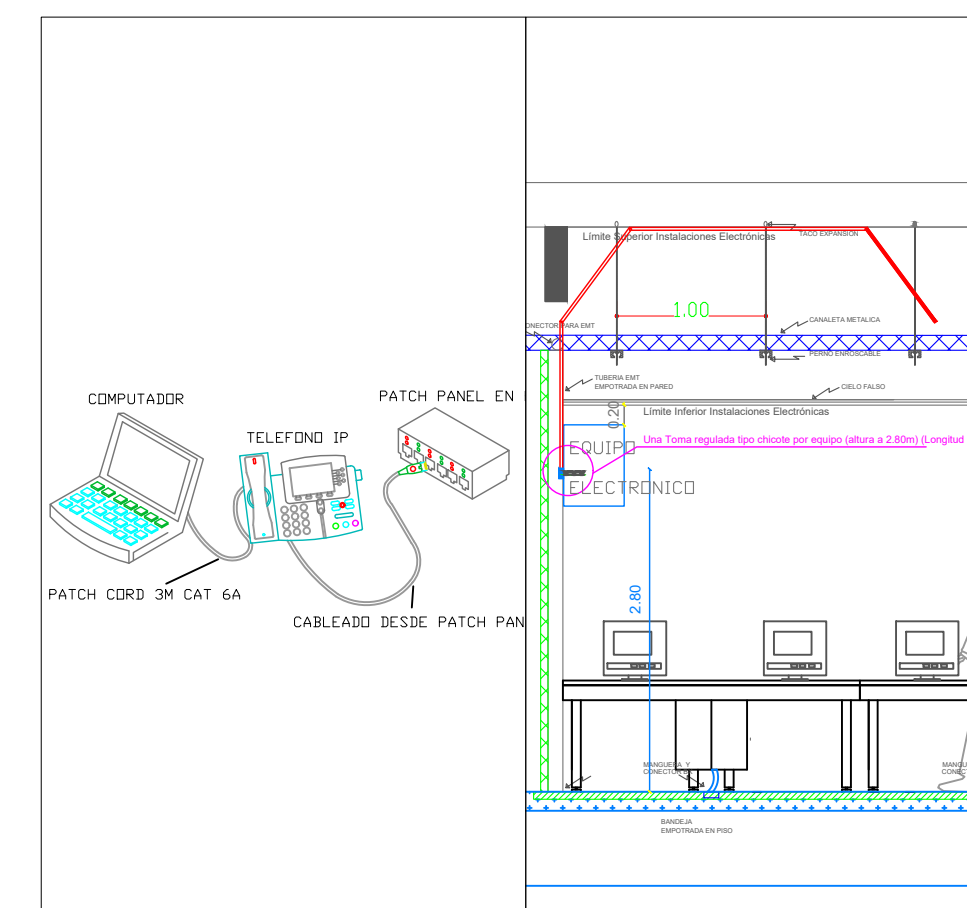 COMPUTADOR
TELEFONO IP
PATCH PANEL EN
PATCH CORD 3M CAT 6A
CABLEADO DESDE PATCH PAN
Límite Superior Instalaciones Electrónicas
TACO EXPANSION
1.00
CANALETA METALICA
ONECTOR PARA EMT
PERNO ENROSCABLE
TUBERIA EMT
EMPOTRADA EN PARED
CIELO FALSO
0.20
Límite Inferior Instalaciones Electrónicas
Una Toma regulada tipo chicote por equipo (altura a 2.80m) (Longitud
EQUIPO
ELECTRONICO
2.80
MANGUERA Y
CONECTOR
MANGU
CONEC
BANDEJA
EMPOTRADA EN PISO